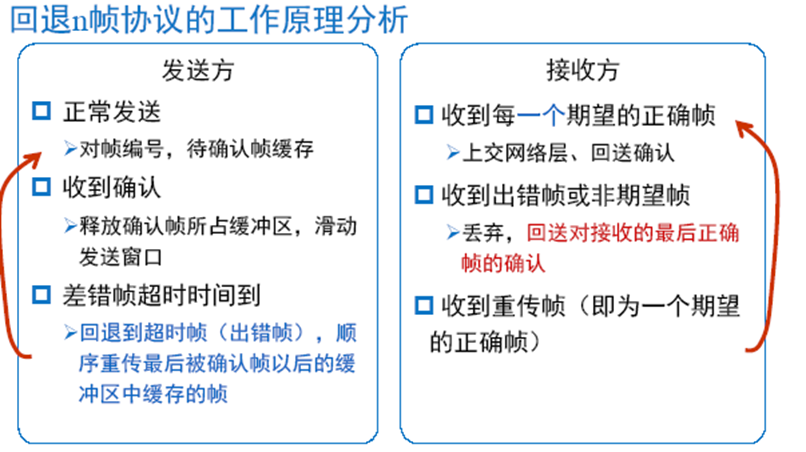 回退n帧协议的工作原理分析
发送方
正常发送
对帧编号，待确认帧缓存
收到确认
释放确认帧所占缓冲区，滑动
发送窗口
差错帧超时时间到
回退到超时帧（出错帧），顺
序重传最后被确认帧以后的缓
冲区中缓存的帧
接收方
收到每一个期望的正确帧
上交网络层、回送确认
收到出错帧或非期望帧
丢弃，回送对接收的最后正确
帧的确认
收到重传帧（即为一个期望
的正确帧）